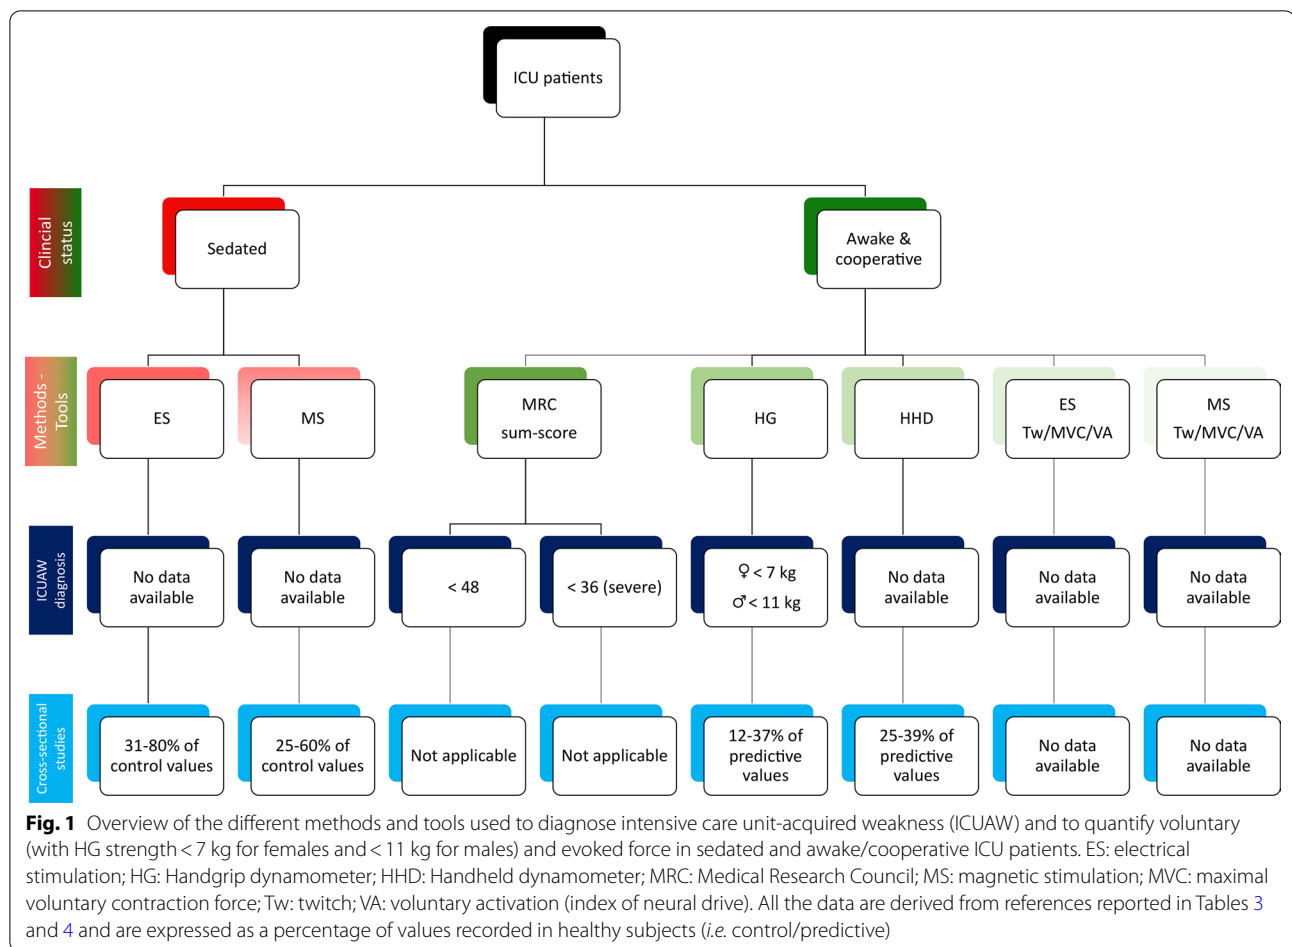 ICU patients
Clincial
status
Sedated
Awake &
cooperative
Methods -
Tools
ES
MS
MRC
sum-score
HG
HHD
ES
Tw/MVC/VA
MS
Tw/MVC/VA
ICUAW
diagnosis
No data
available
No data
available
< 48
< 36 (severe)
♀ < 7 kg
♂ < 11 kg
No data
available
No data
available
No data
available
Cross-sectional
studies
31-80% of
control values
25-60% of
control values
Not applicable
Not applicable
12-37% of
predictive
values
25-39% of
predictive
values
No data
available
No data
available
Fig. 1 Overview of the different methods and tools used to diagnose intensive care unit-acquired weakness (ICUAW) and to quantify voluntary
(with HG strength < 7 kg for females and < 11 kg for males) and evoked force in sedated and awake/cooperative ICU patients. ES: electrical
stimulation; HG: Handgrip dynamometer; HHD: Handheld dynamometer; MRC: Medical Research Council; MS: magnetic stimulation; MVC: maximal
voluntary contraction force; Tw: twitch; VA: voluntary activation (index of neural drive). All the data are derived from references reported in Tables 3
and 4 and are expressed as a percentage of values recorded in healthy subjects (i.e. control/predictive)